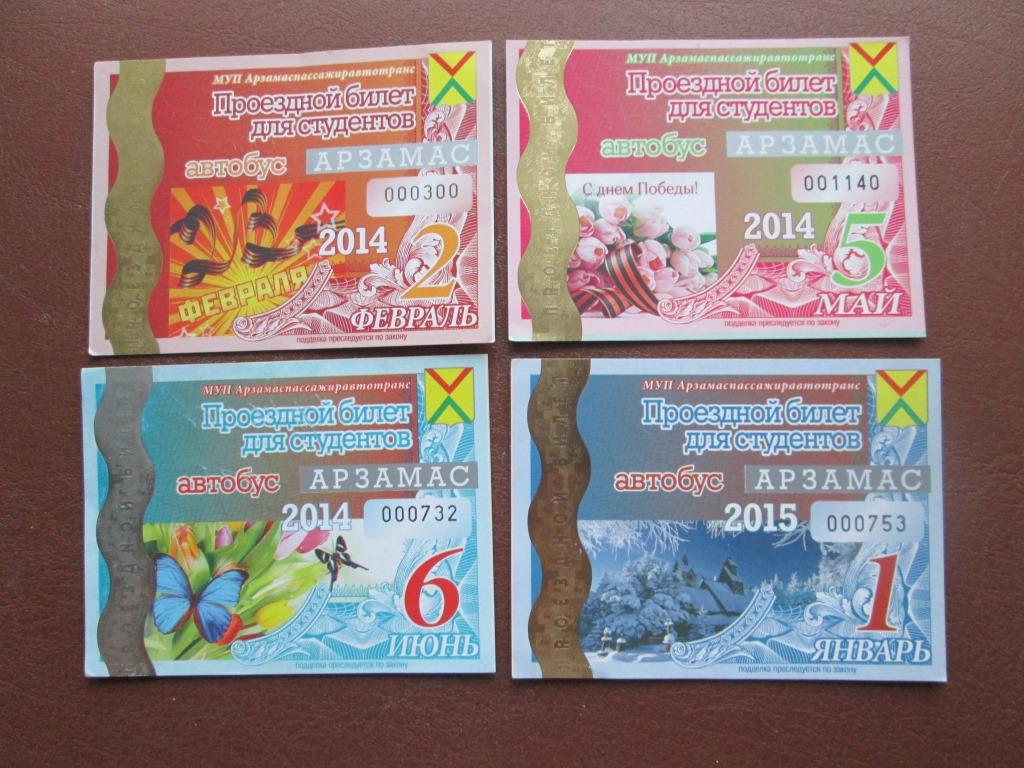 МУП Арзамаспассажиравтотранс
Проездной билет
для студентов
автобус АРЗАМАС
000300
2014
2
ФЕВРАЛЯ
ФЕВРАЛЬ
подделка преследуется по закону
МУП Арзамаспассажиравтотранс
Проездной билет
для студентов
автобус АРЗАМАС
001140
С днем Победы!
2014
5
МАЙ
подделка преследуется по закону
МУП Арзамаспассажиравтотранс
Проездной билет
для студентов
автобус АРЗАМАС
2014 000732
6
ИЮНЬ
подделка преследуется по закону
МУП Арзамаспассажиравтотранс
Проездной билет
для студентов
автобус АРЗАМАС
2015 000753
1
ЯНВАРЬ
подделка преследуется по закону